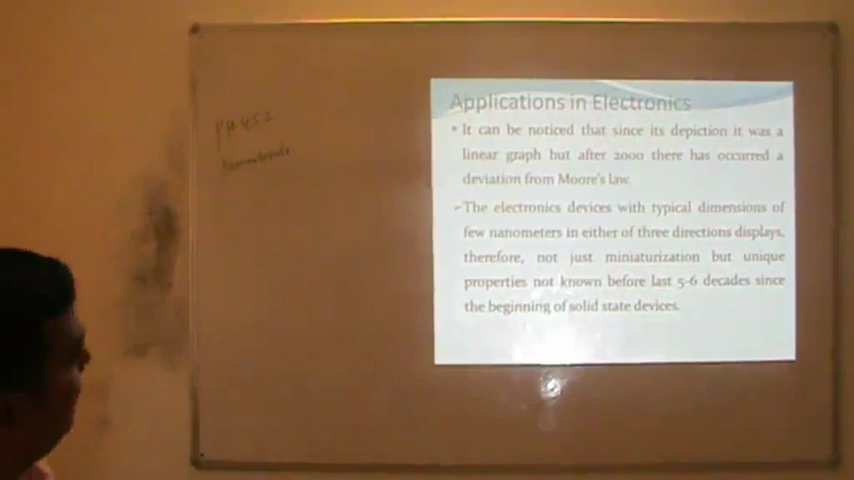 PH 452
Applications in Electronics
• It can be noticed that since its depiction it was a
linear graph but after 2000 there has occurred a
deviation from Moore's law.
The electronics devices with typical dimensions of
few nanometers in either of three directions displays,
therefore, not just miniaturization but unique
properties not known before last 5-6 decades since
the beginning of solid state devices.